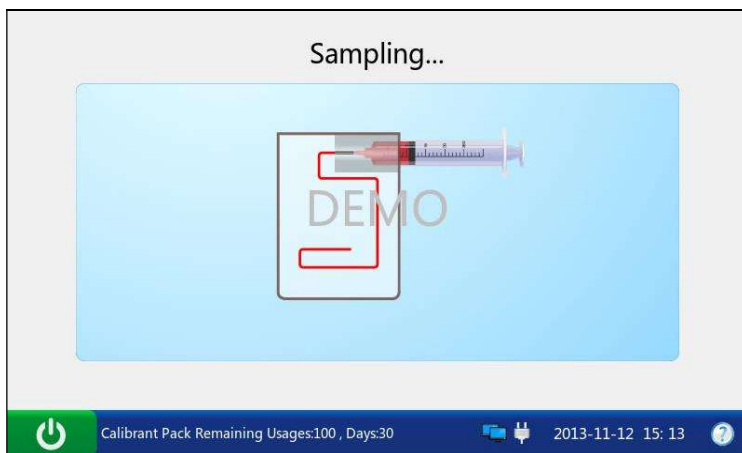 Sampling...
DEMO
Calibrant Pack Remaining Usages:100 , Days:30
2013-11-12 15: 13
?